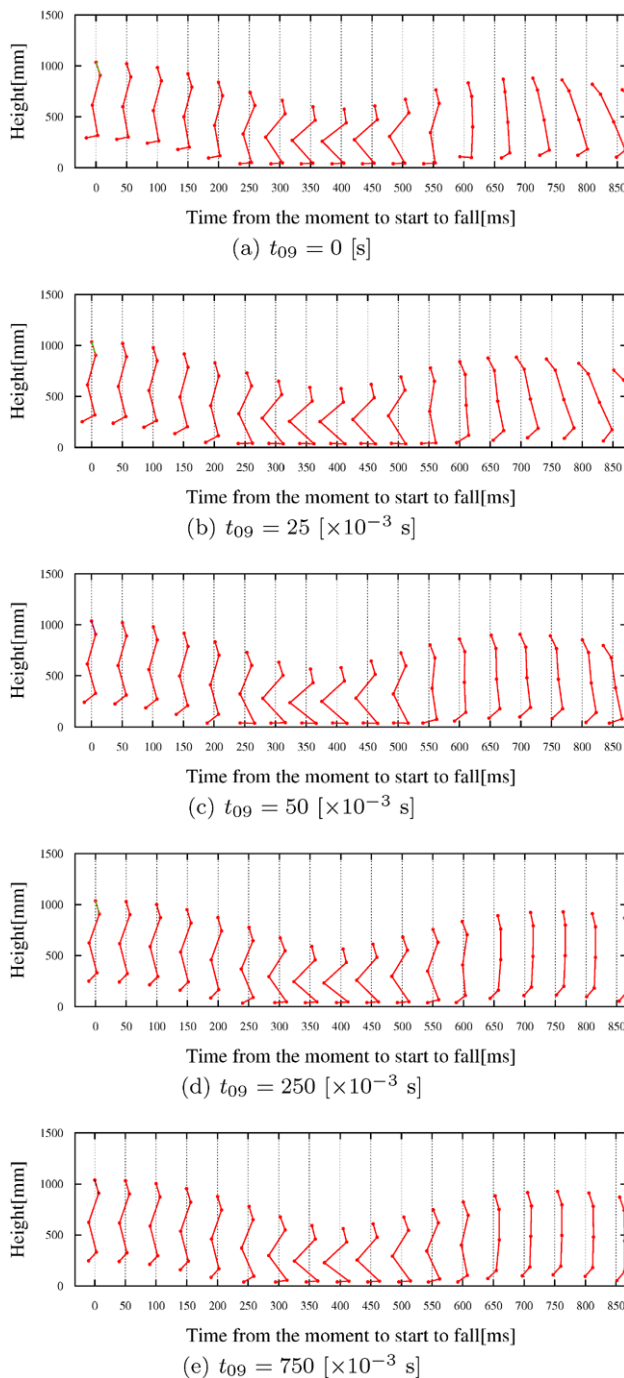 1500
1000
500
0
Height[mm]
0 50 100 150 200 250 300 350 400 450 500 550 600 650 700 750 800 850
Time from the moment to start to fall[ms]
(a) t₀₉ = 0 [s]
1500
1000
500
0
Height[mm]
0 50 100 150 200 250 300 350 400 450 500 550 600 650 700 750 800 850
Time from the moment to start to fall[ms]
(b) t₀₉ = 25 [×10⁻³ s]
1500
1000
500
0
Height[mm]
0 50 100 150 200 250 300 350 400 450 500 550 600 650 700 750 800 850
Time from the moment to start to fall[ms]
(c) t₀₉ = 50 [×10⁻³ s]
1500
1000
500
0
Height[mm]
0 50 100 150 200 250 300 350 400 450 500 550 600 650 700 750 800 850
Time from the moment to start to fall[ms]
(d) t₀₉ = 250 [×10⁻³ s]
1500
1000
500
0
Height[mm]
0 50 100 150 200 250 300 350 400 450 500 550 600 650 700 750 800 850
Time from the moment to start to fall[ms]
(e) t₀₉ = 750 [×10⁻³ s]